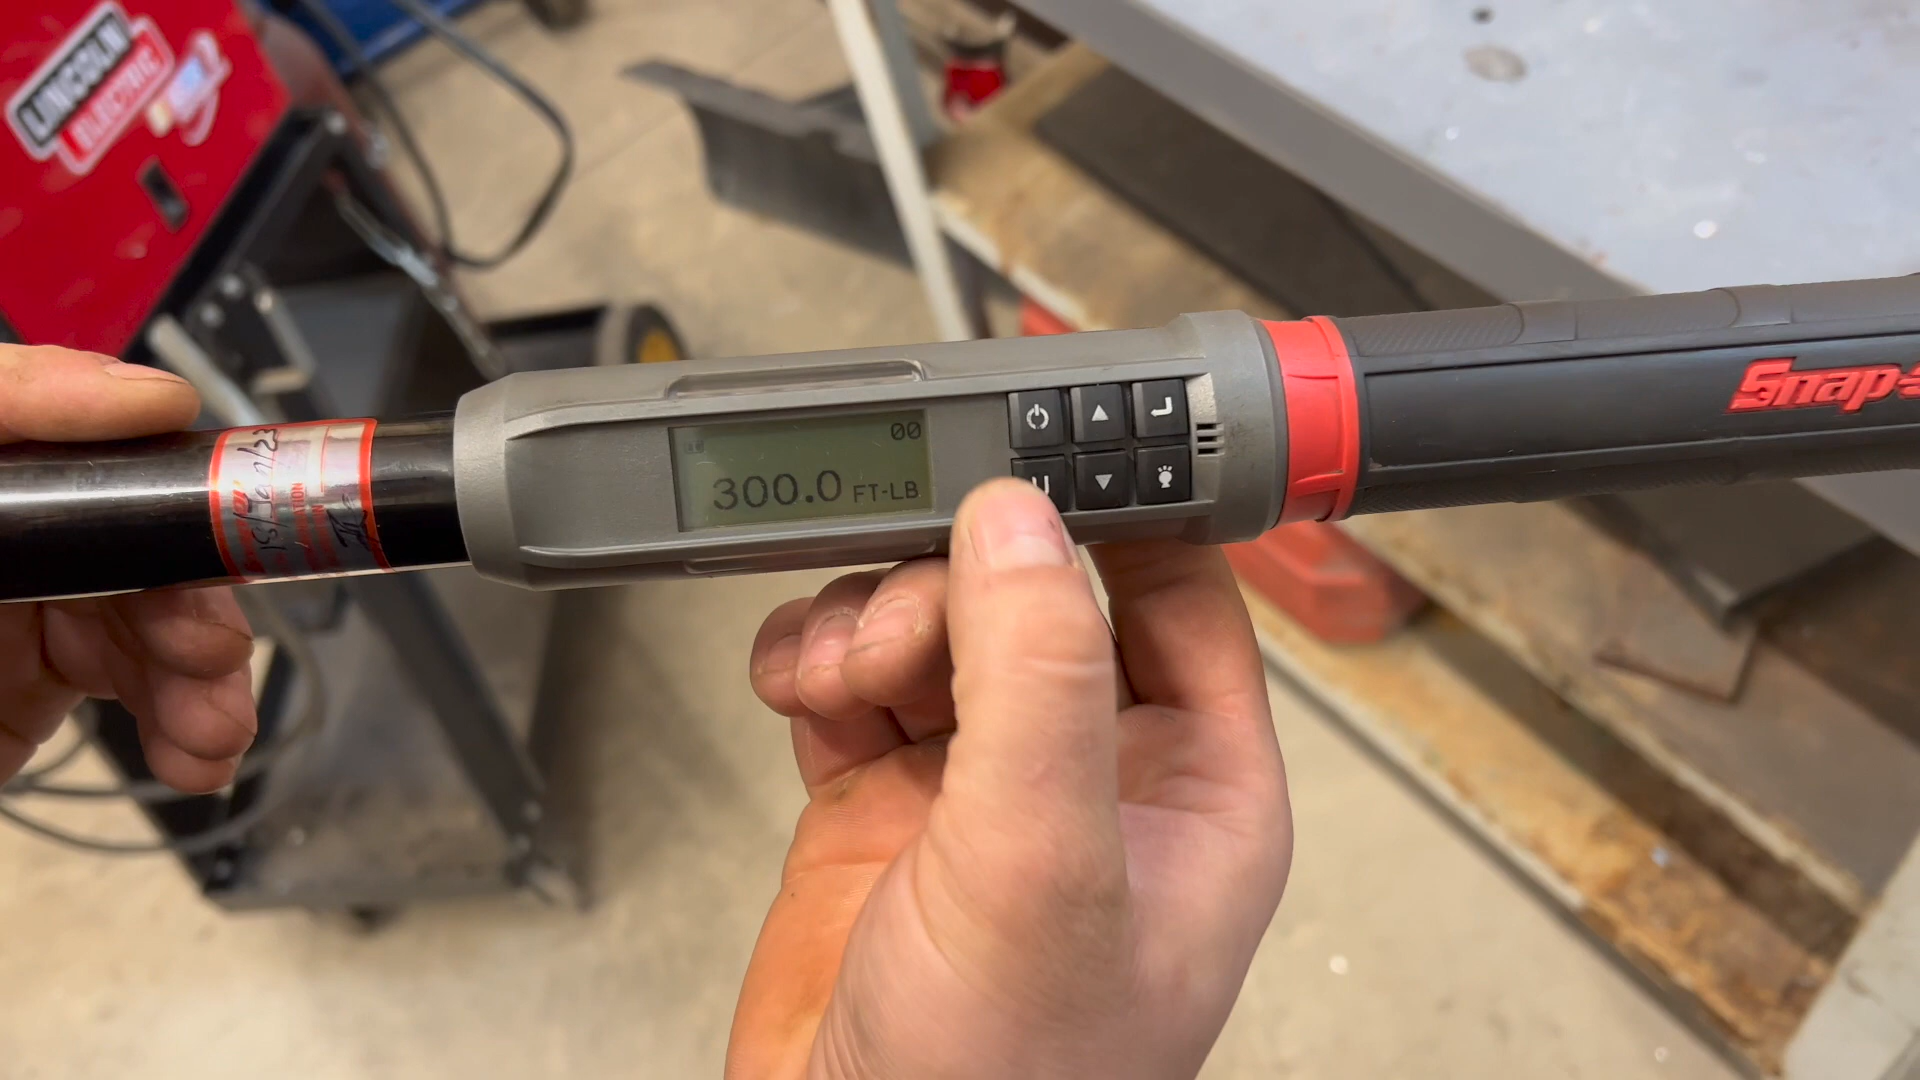 LINCOLN
ELECTRIC
00
300.0 FT-LB
U
Snap-